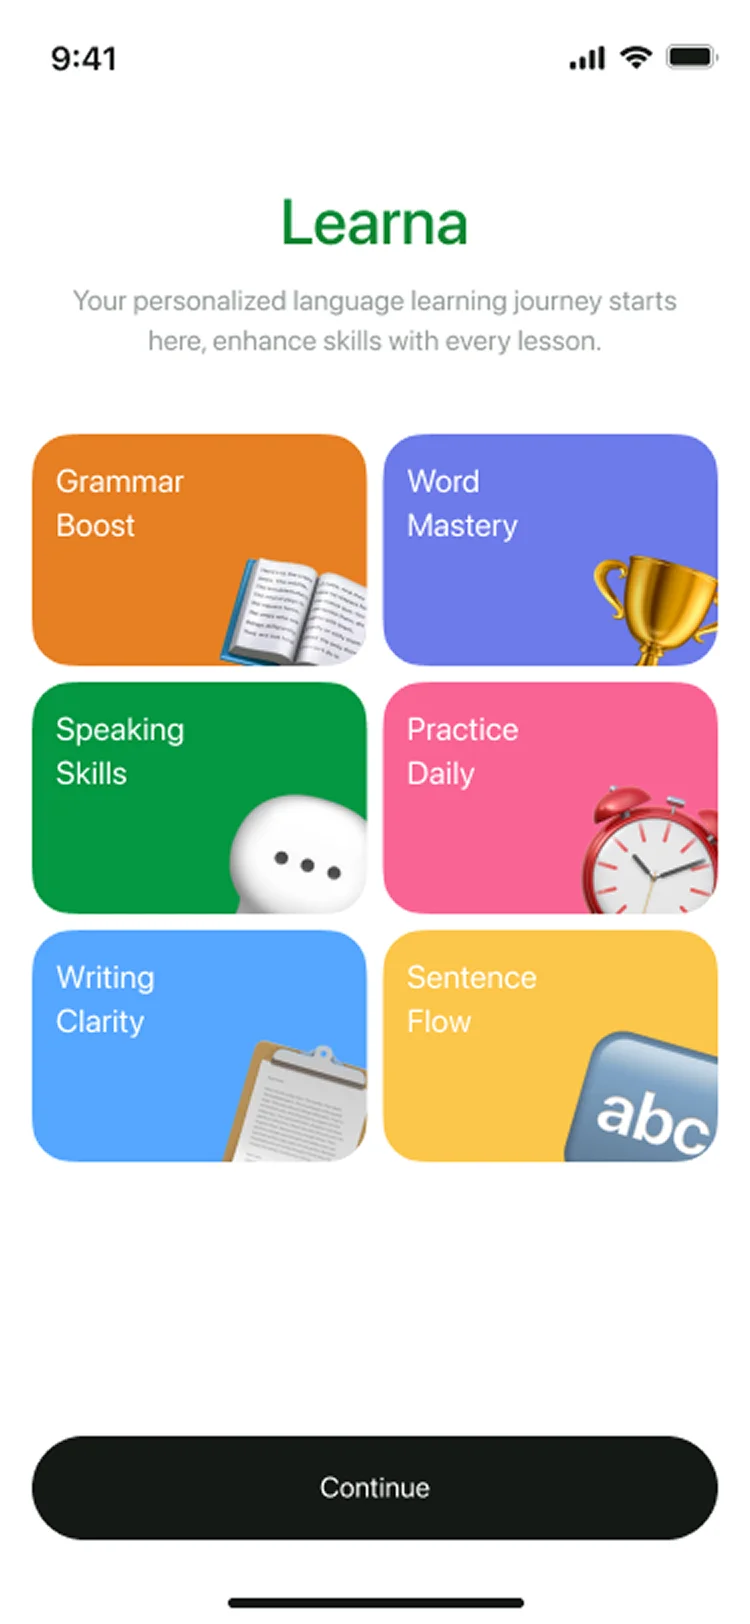 9:41
Learna
Your personalized language learning journey starts
here, enhance skills with every lesson.
Grammar
Boost
Word
Mastery
Speaking
Skills
Practice
Daily
Writing
Clarity
Sentence
Flow
abc
Continue